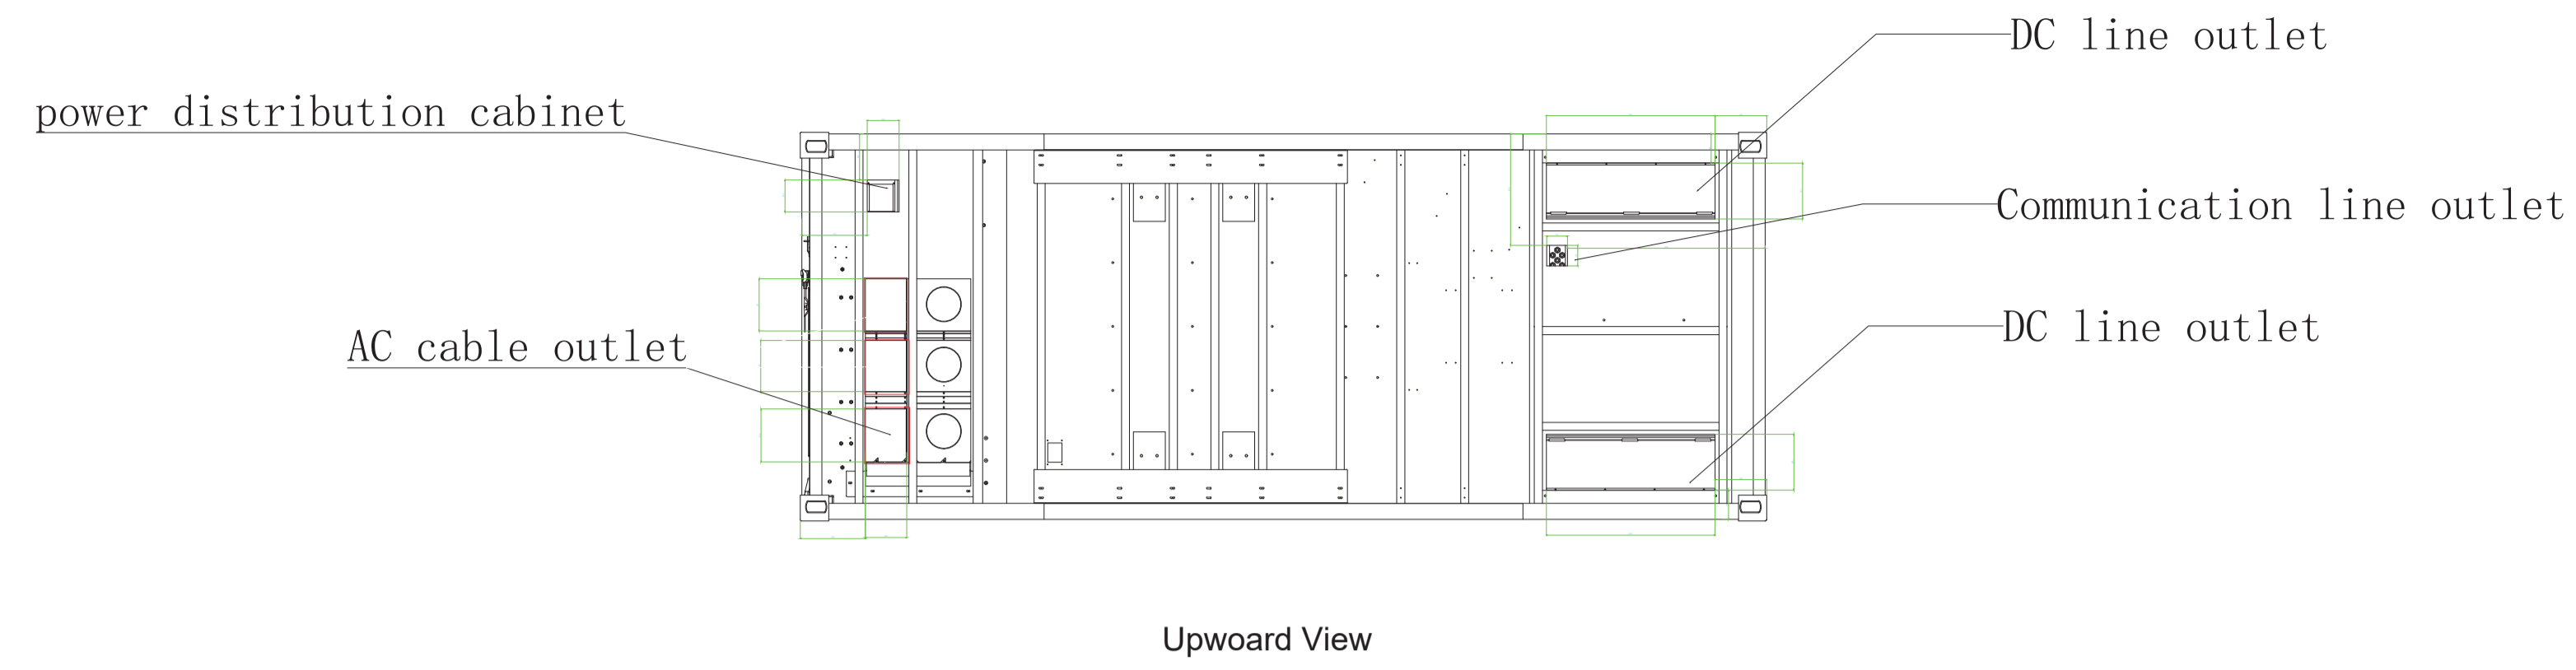 DC line outlet
power distribution cabinet
Communication line outlet
DC line outlet
AC cable outlet
Upwoard View